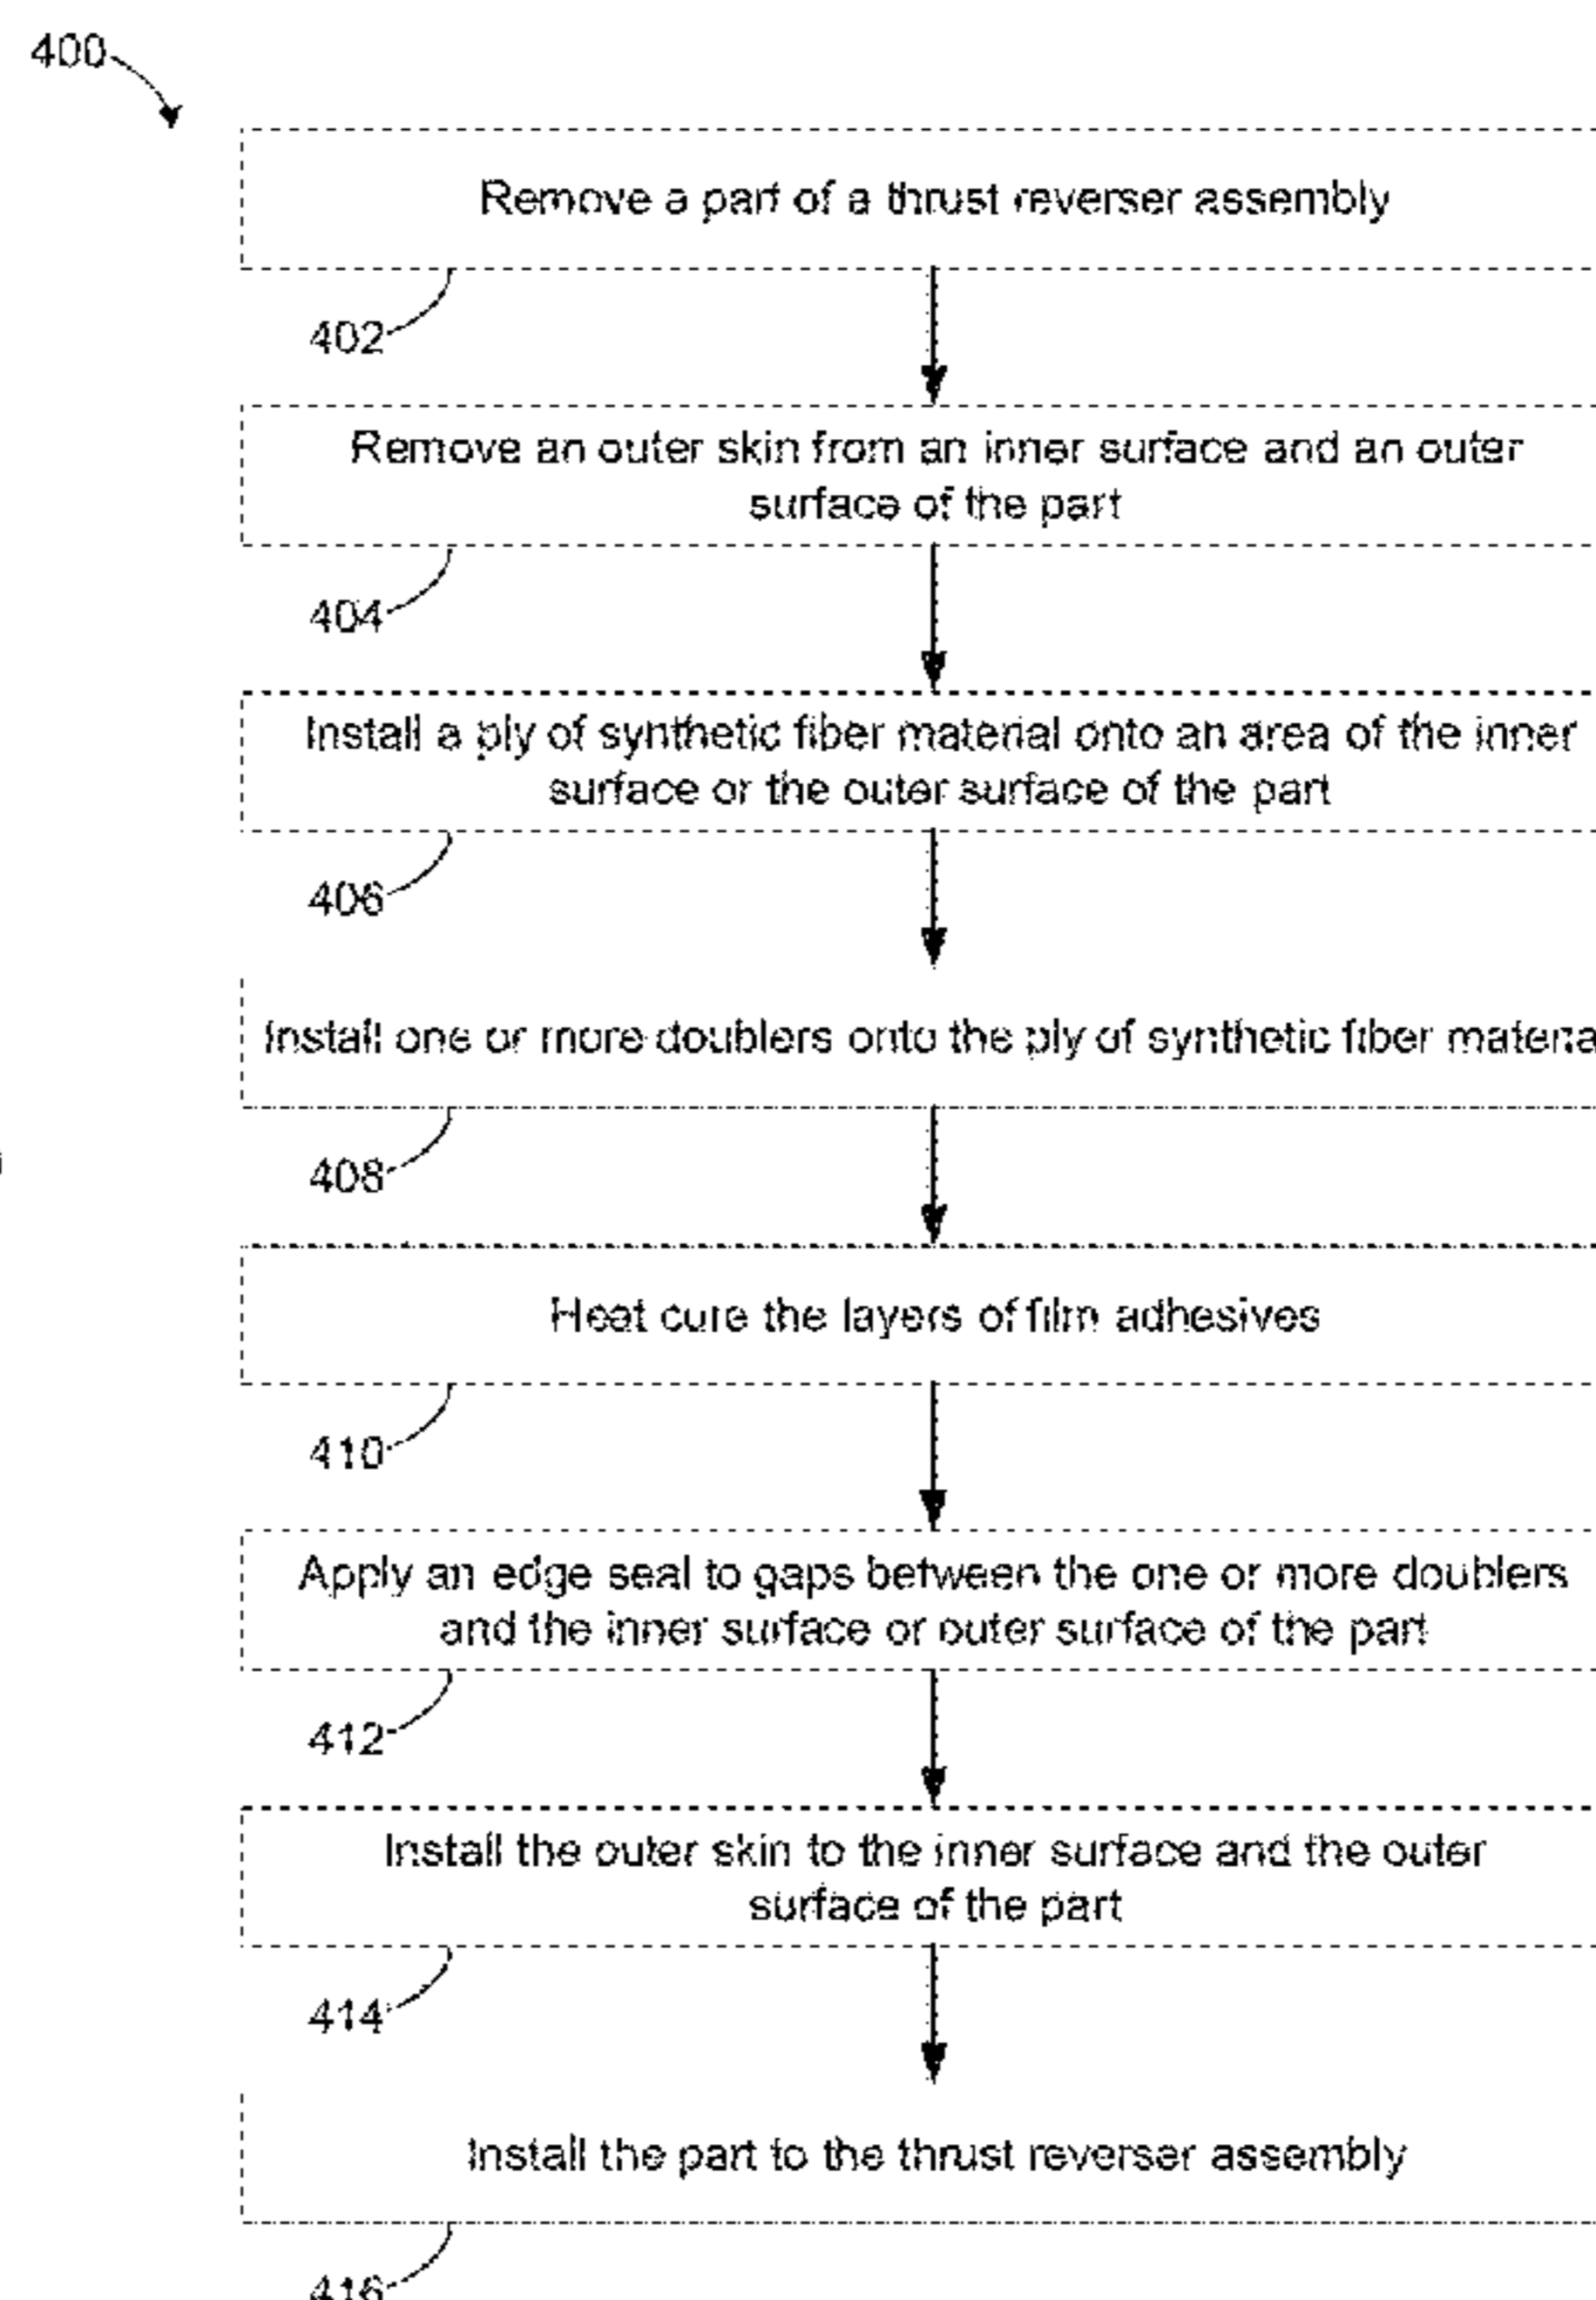 400
Remove a part of a thrust reverser assembly
402
Remove an outer skin from an inner surface and an outer
surface of the part
404
Install a ply of synthetic fiber material onto an area of the inner
surface or the outer surface of the part
406
Install one or more doublers onto the ply of synthetic fiber materia
408
Heat cure the layers of film adhesives
410
Apply an edge seal to gaps between the one or more doublers
and the inner surface or outer surface of the part
412
Install the outer skin to the inner surface and the outer
surface of the part
414
Install the part to the thrust reverser assembly
416